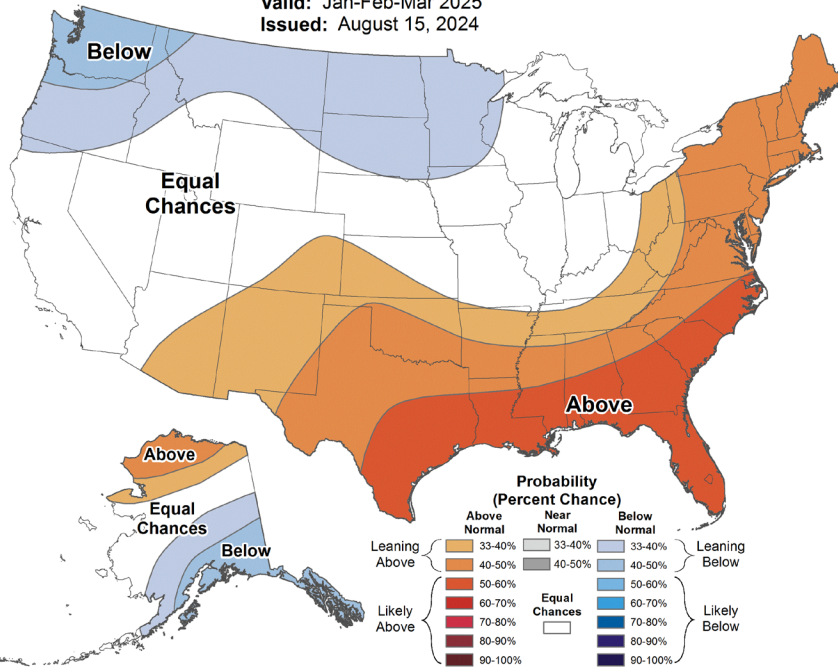 Valid: Jan-Feb-Mar 2025
Issued: August 15, 2024
Below
Equal
Chances
Above
Above
Equal
Chances
Below
Probability
(Percent Chance)
Above
Normal
Near
Normal
Below
Normal
Leaning
Above
33-40%
40-50%
33-40%
40-50%
33-40%
40-50%
Leaning
Below
Likely
Above
50-60%
60-70%
70-80%
80-90%
90-100%
Equal
Chances
50-60%
60-70%
70-80%
80-90%
90-100%
Likely
Below